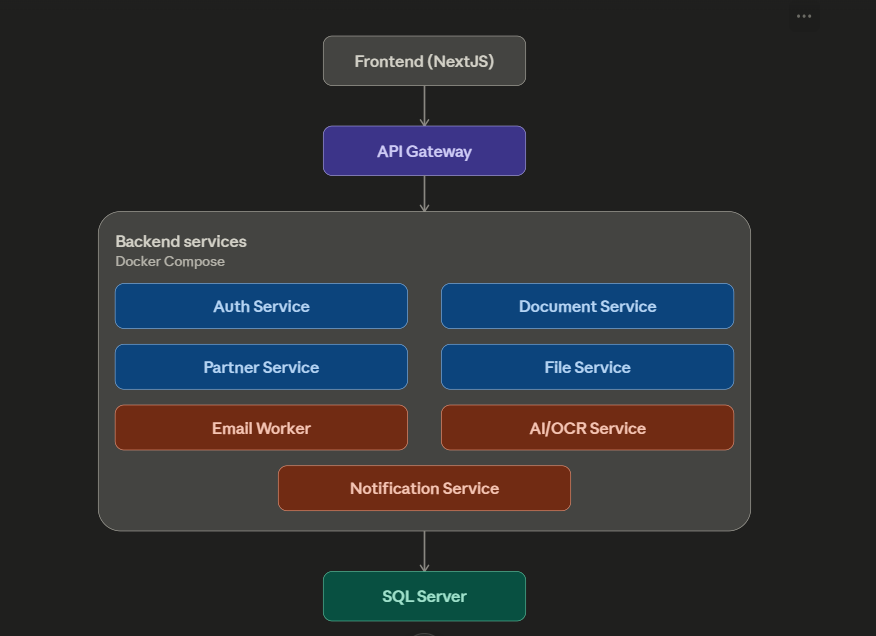 Frontend (NextJS)
API Gateway
Backend services
Docker Compose
Auth Service
Document Service
Partner Service
File Service
Email Worker
AI/OCR Service
Notification Service
SQL Server